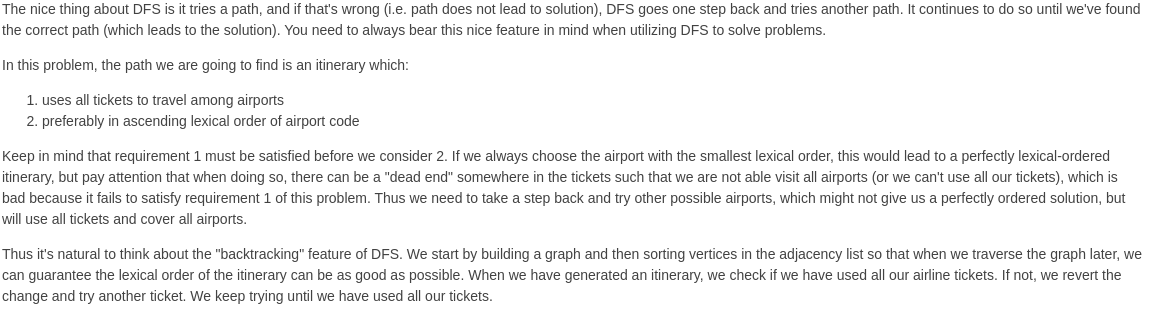 The nice thing about DFS is it tries a path, and if that's wrong (i.e. path does not lead to solution), DFS goes one step back and tries another path. It continues to do so until we've found
the correct path (which leads to the solution). You need to always bear this nice feature in mind when utilizing DFS to solve problems.
In this problem, the path we are going to find is an itinerary which:
1. uses all tickets to travel among airports
2. preferably in ascending lexical order of airport code
Keep in mind that requirement 1 must be satisfied before we consider 2. If we always choose the airport with the smallest lexical order, this would lead to a perfectly lexical-ordered
itinerary, but pay attention that when doing so, there can be a "dead end" somewhere in the tickets such that we are not able visit all airports (or we can't use all our tickets), which is
bad because it fails to satisfy requirement 1 of this problem. Thus we need to take a step back and try other possible airports, which might not give us a perfectly ordered solution, but
will use all tickets and cover all airports.
Thus it's natural to think about the "backtracking" feature of DFS. We start by building a graph and then sorting vertices in the adjacency list so that when we traverse the graph later, we
can guarantee the lexical order of the itinerary can be as good as possible. When we have generated an itinerary, we check if we have used all our airline tickets. If not, we revert the
change and try another ticket. We keep trying until we have used all our tickets.